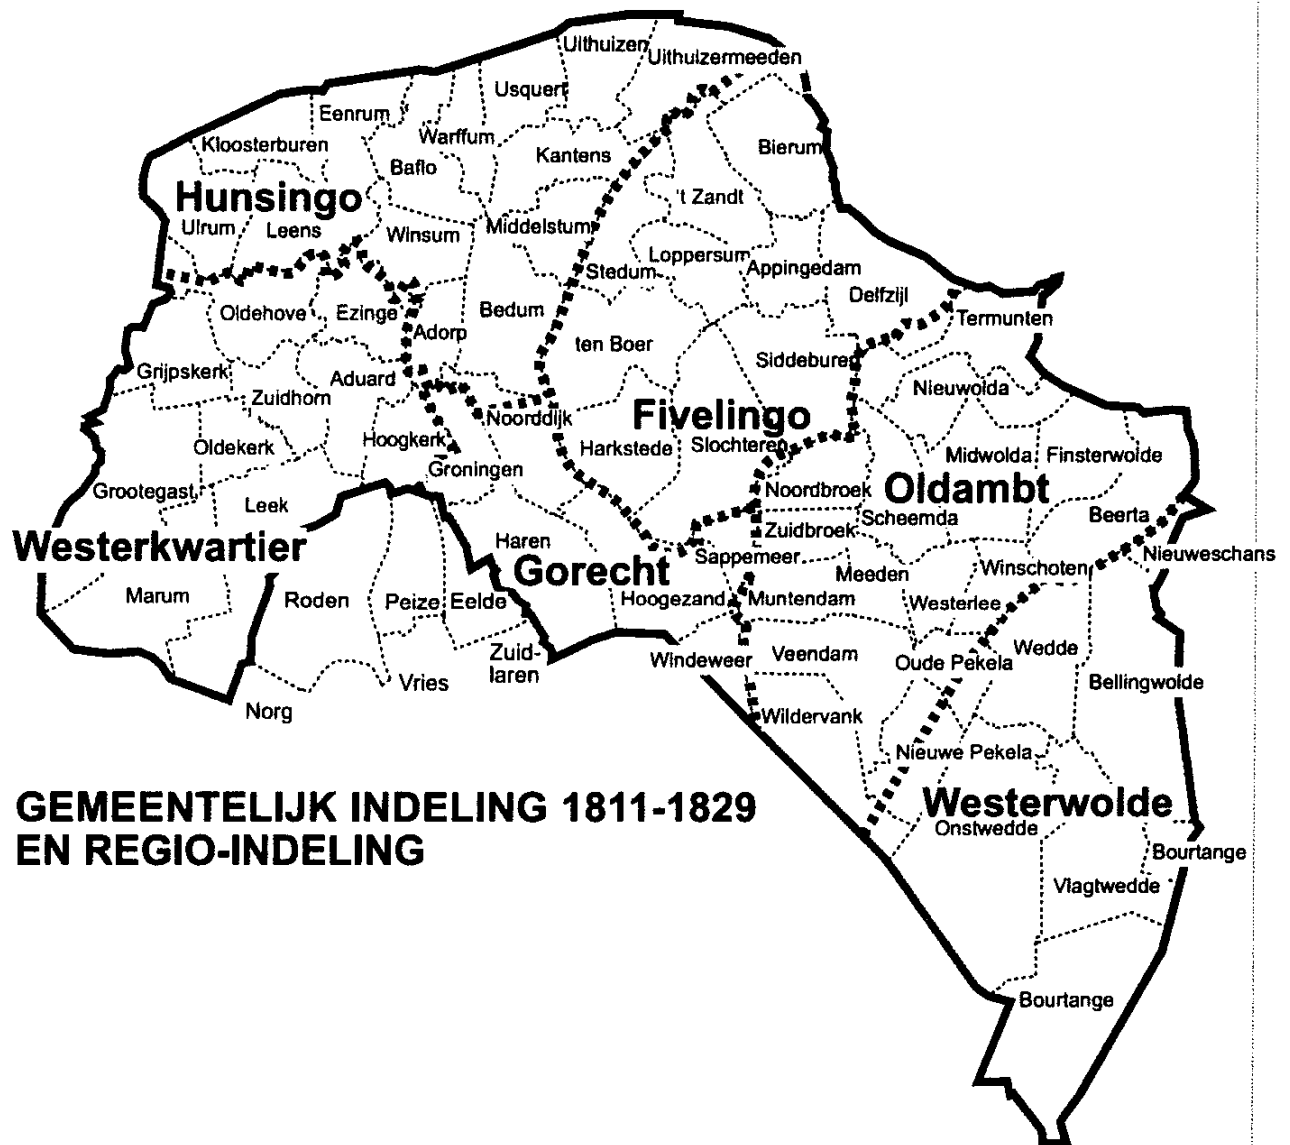 Uithuizen
Uithuizermeeden
Usquert
Eenrum
Warffum
Kloosterburen
Kantens
Bierum
Baflo
Hunsingo
't Zandt
Ulrum
Leens
Winsum
Middelstum
Loppersum
Stedum
Appingedam
Delfzijl
Oldehove
Ezinge
Bedum
Termunten
Adorp
ten Boer
Siddeburen
Grijpskerk
Aduard
Nieuwolda
Zuidhorn
Fivelingo
Noorddijk
Oldekerk
Hoogkerk
Harkstede
Slochteren
Midwolda
Finsterwolde
Groningen
Grootegast
Noordbroek
Oldambt
Leek
Scheemda
Beerta
Zuidbroek
Westerkwartier
Haren
Sappemeer
Nieuweschans
Gorecht
Meeden
Winschoten
Marum
Roden
Peize
Eelde
Hoogezand
Muntendam
Westerlee
Zuid-
laren
Windeweer
Veendam
Oude Pekela
Wedde
Vries
Bellingwolde
Norg
Wildervank
Nieuwe Pekela
GEMEENTELIJK INDELING 1811-1829
EN REGIO-INDELING
Westerwolde
Onstwedde
Bourtange
Vlagtwedde
Bourtange